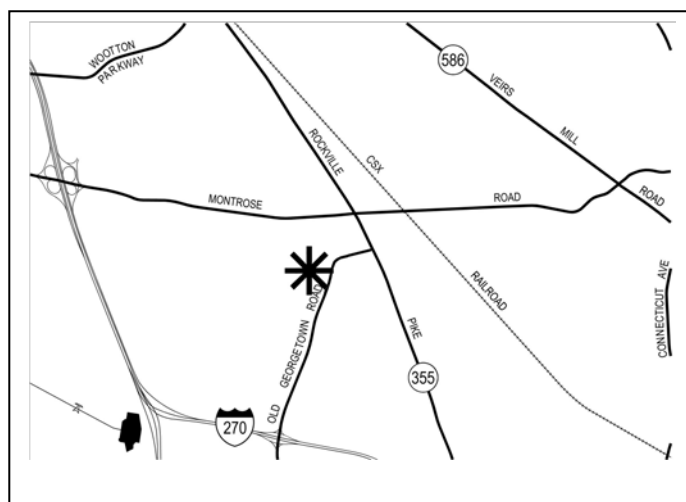 WOOTTON
PARKWAY
586
VEIRS
MILL
ROAD
ROCKVILLE
CSX
MONTROSE
ROAD
RAILROAD
CONNECTICUT AVE
OLD GEORGETOWN ROAD
PIKE
355
270